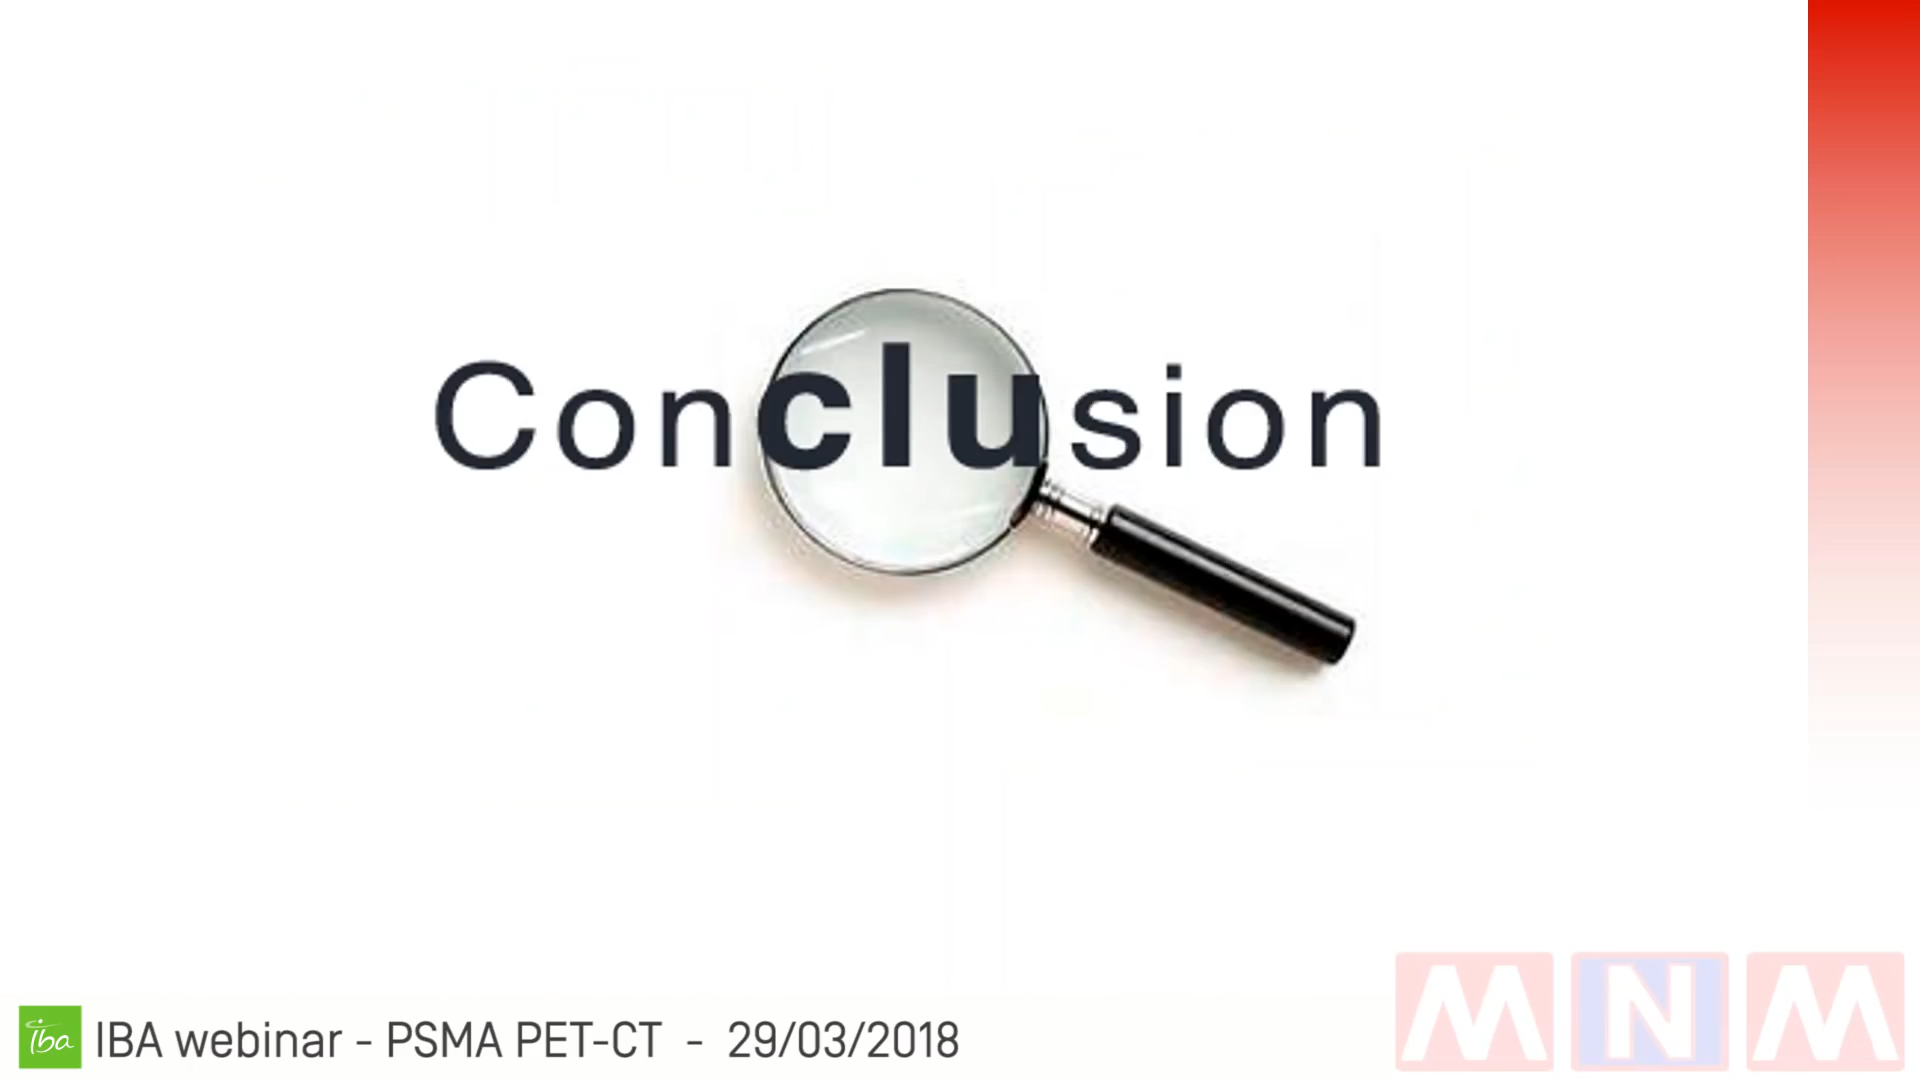 Conclusion
iba IBA webinar - PSMA PET-CT - 29/03/2018
MNM